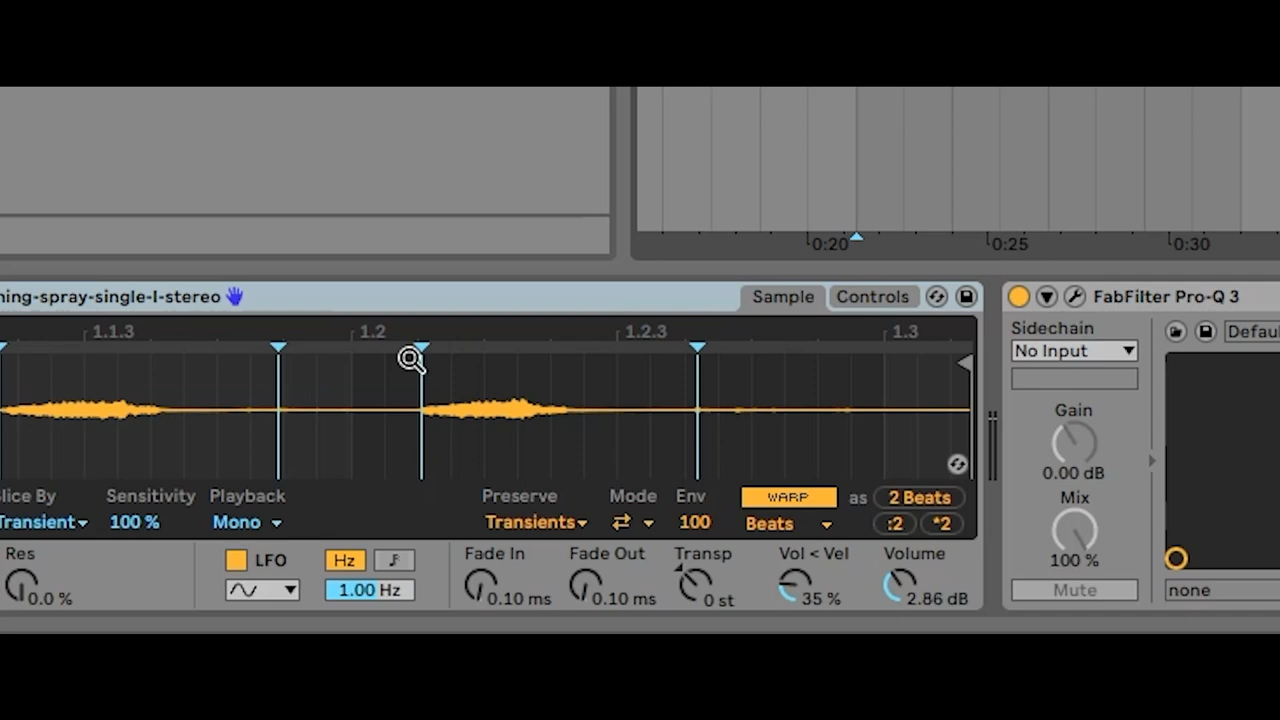 0:20 0:25 0:30
ning-spray-single-l-stereo Sample Controls
1.1.3 1.2 1.2.3 1.3
Slice By Sensitivity Playback Preserve Mode Env WARP as 2 Beats
Transient 100 % Mono Transients 100 Beats :2 *2
Res LFO Hz Fade In Fade Out Transp Vol < Vel Volume
0.0 % 1.00 Hz 0.10 ms 0.10 ms 0 st 35 % 2.86 dB
FabFilter Pro-Q 3
Sidechain
No Input
Gain
0.00 dB
Mix
100 %
Mute
Defau
none